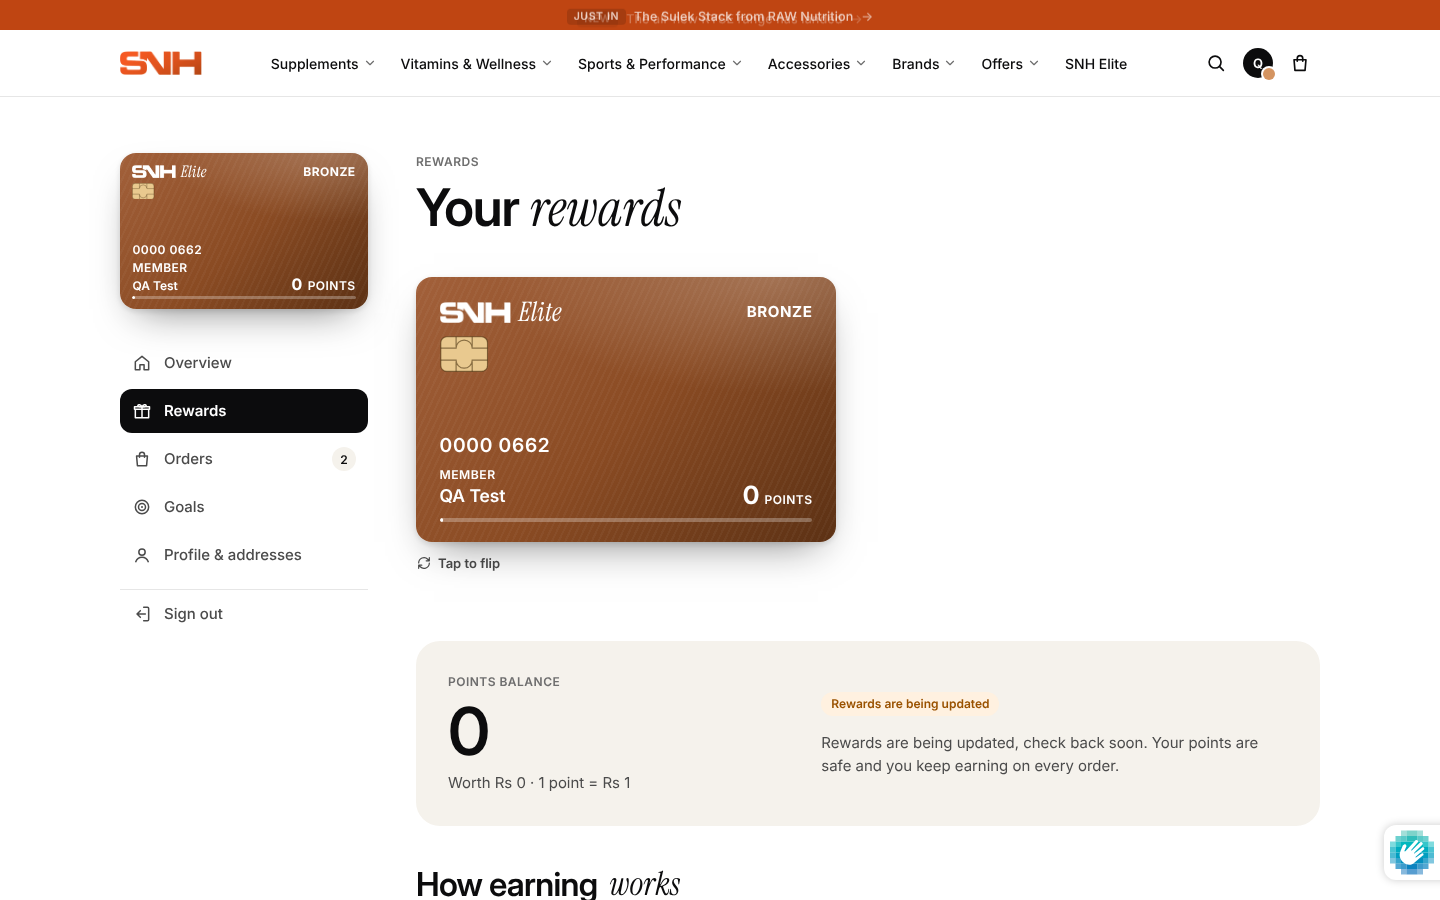 JUST IN The Sulek Stack from RAW Nutrition →
SNH
Supplements
Vitamins & Wellness
Sports & Performance
Accessories
Brands
Offers
SNH Elite
Q
SNH Elite
BRONZE
0000 0662
MEMBER
QA Test
0 POINTS
Overview
Rewards
Orders
2
Goals
Profile & addresses
Sign out
REWARDS
Your rewards
SNH Elite
BRONZE
0000 0662
MEMBER
QA Test
0 POINTS
Tap to flip
POINTS BALANCE
0
Worth Rs 0 · 1 point = Rs 1
Rewards are being updated
Rewards are being updated, check back soon. Your points are
safe and you keep earning on every order.
How earning works